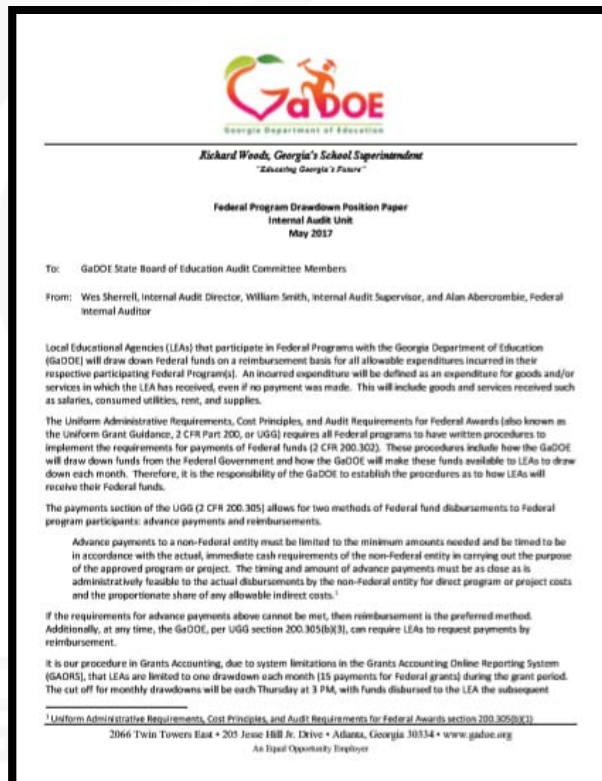 GaDOE
Georgia Department of Education
Richard Woods, Georgia's School Superintendent
"Educating Georgia's Future"
Federal Program Drawdown Position Paper
Internal Audit Unit
May 2017
To: GaDOE State Board of Education Audit Committee Members
From: Wes Sherrell, Internal Audit Director, William Smith, Internal Audit Supervisor, and Alan Abercrombie, Federal
Internal Auditor
Local Educational Agencies (LEAs) that participate in Federal Programs with the Georgia Department of Education
(GaDOE) will draw down Federal funds on a reimbursement basis for all allowable expenditures incurred in their
respective participating Federal Program(s). An incurred expenditure will be defined as an expenditure for goods and/or
services in which the LEA has received, even if no payment was made. This will include goods and services received such
as salaries, consumed utilities, rent, and supplies.
The Uniform Administrative Requirements, Cost Principles, and Audit Requirements for Federal Awards (also known as
the Uniform Grant Guidance, 2 CFR Part 200, or UGG) requires all Federal programs to have written procedures to
implement the requirements for payments of Federal funds (2 CFR 200.302). These procedures include how the GaDOE
will draw down funds from the Federal Government and how the GaDOE will make these funds available to LEAs to draw
down each month. Therefore, it is the responsibility of the GaDOE to establish the procedures as to how LEAs will
receive their Federal funds.
The payments section of the UGG (2 CFR 200.305) allows for two methods of Federal fund disbursements to Federal
program participants: advance payments and reimbursements.
Advance payments to a non-Federal entity must be limited to the minimum amounts needed and be timed to be
in accordance with the actual, immediate cash requirements of the non-Federal entity in carrying out the purpose
of the approved program or project. The timing and amount of advance payments must be as close as is
administratively feasible to the actual disbursements by the non-Federal entity for direct program or project costs
and the proportionate share of any allowable indirect costs.¹
If the requirements for advance payments above cannot be met, then reimbursement is the preferred method.
Additionally, at any time, the GaDOE, per UGG section 200.305(b)(3), can require LEAs to request payments by
reimbursement.
It is our procedure in Grants Accounting, due to system limitations in the Grants Accounting Online Reporting System
(GAORS), that LEAs are limited to one drawdown each month (15 payments for Federal grants) during the grant period.
The cut off for monthly drawdowns will be each Thursday at 3 PM, with funds disbursed to the LEA the subsequent
¹ Uniform Administrative Requirements, Cost Principles, and Audit Requirements for Federal Awards section 200.305(b)(1)
2066 Twin Towers East • 205 Jesse Hill Jr. Drive • Atlanta, Georgia 30334 • www.gadoe.org
An Equal Opportunity Employer